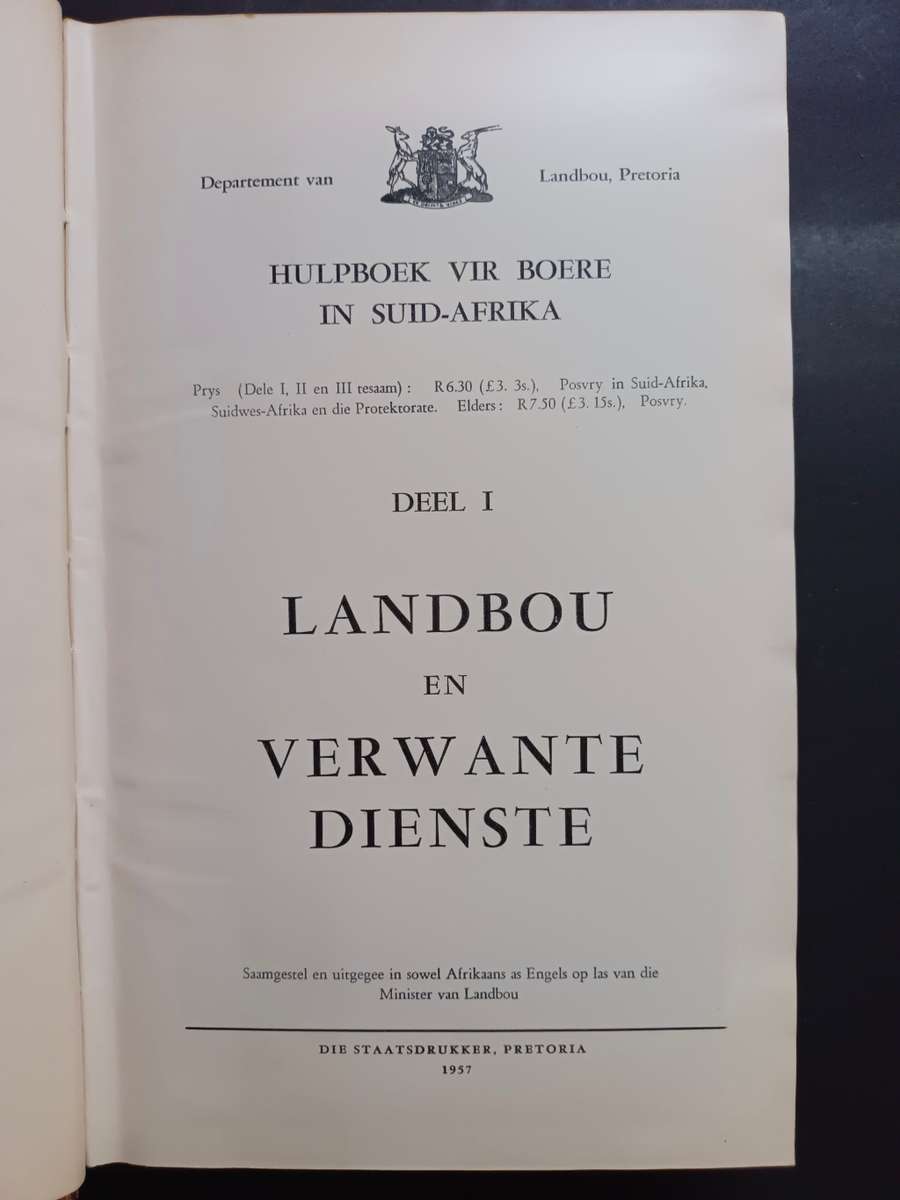 Departement van Landbou, Pretoria
HULPBOEK VIR BOERE
IN SUID-AFRIKA
Prys (Dele I, II en III tesaam): R6.30 (£3. 3s.), Posvry in Suid-Afrika,
Suidwes-Afrika en die Protektorate. Elders: R7.50 (£3. 15s.), Posvry.
DEEL I
LANDBOU
EN
VERWANTE
DIENSTE
Saamgestel en uitgegee in sowel Afrikaans as Engels op las van die
Minister van Landbou
DIE STAATSDRUKKER, PRETORIA
1957